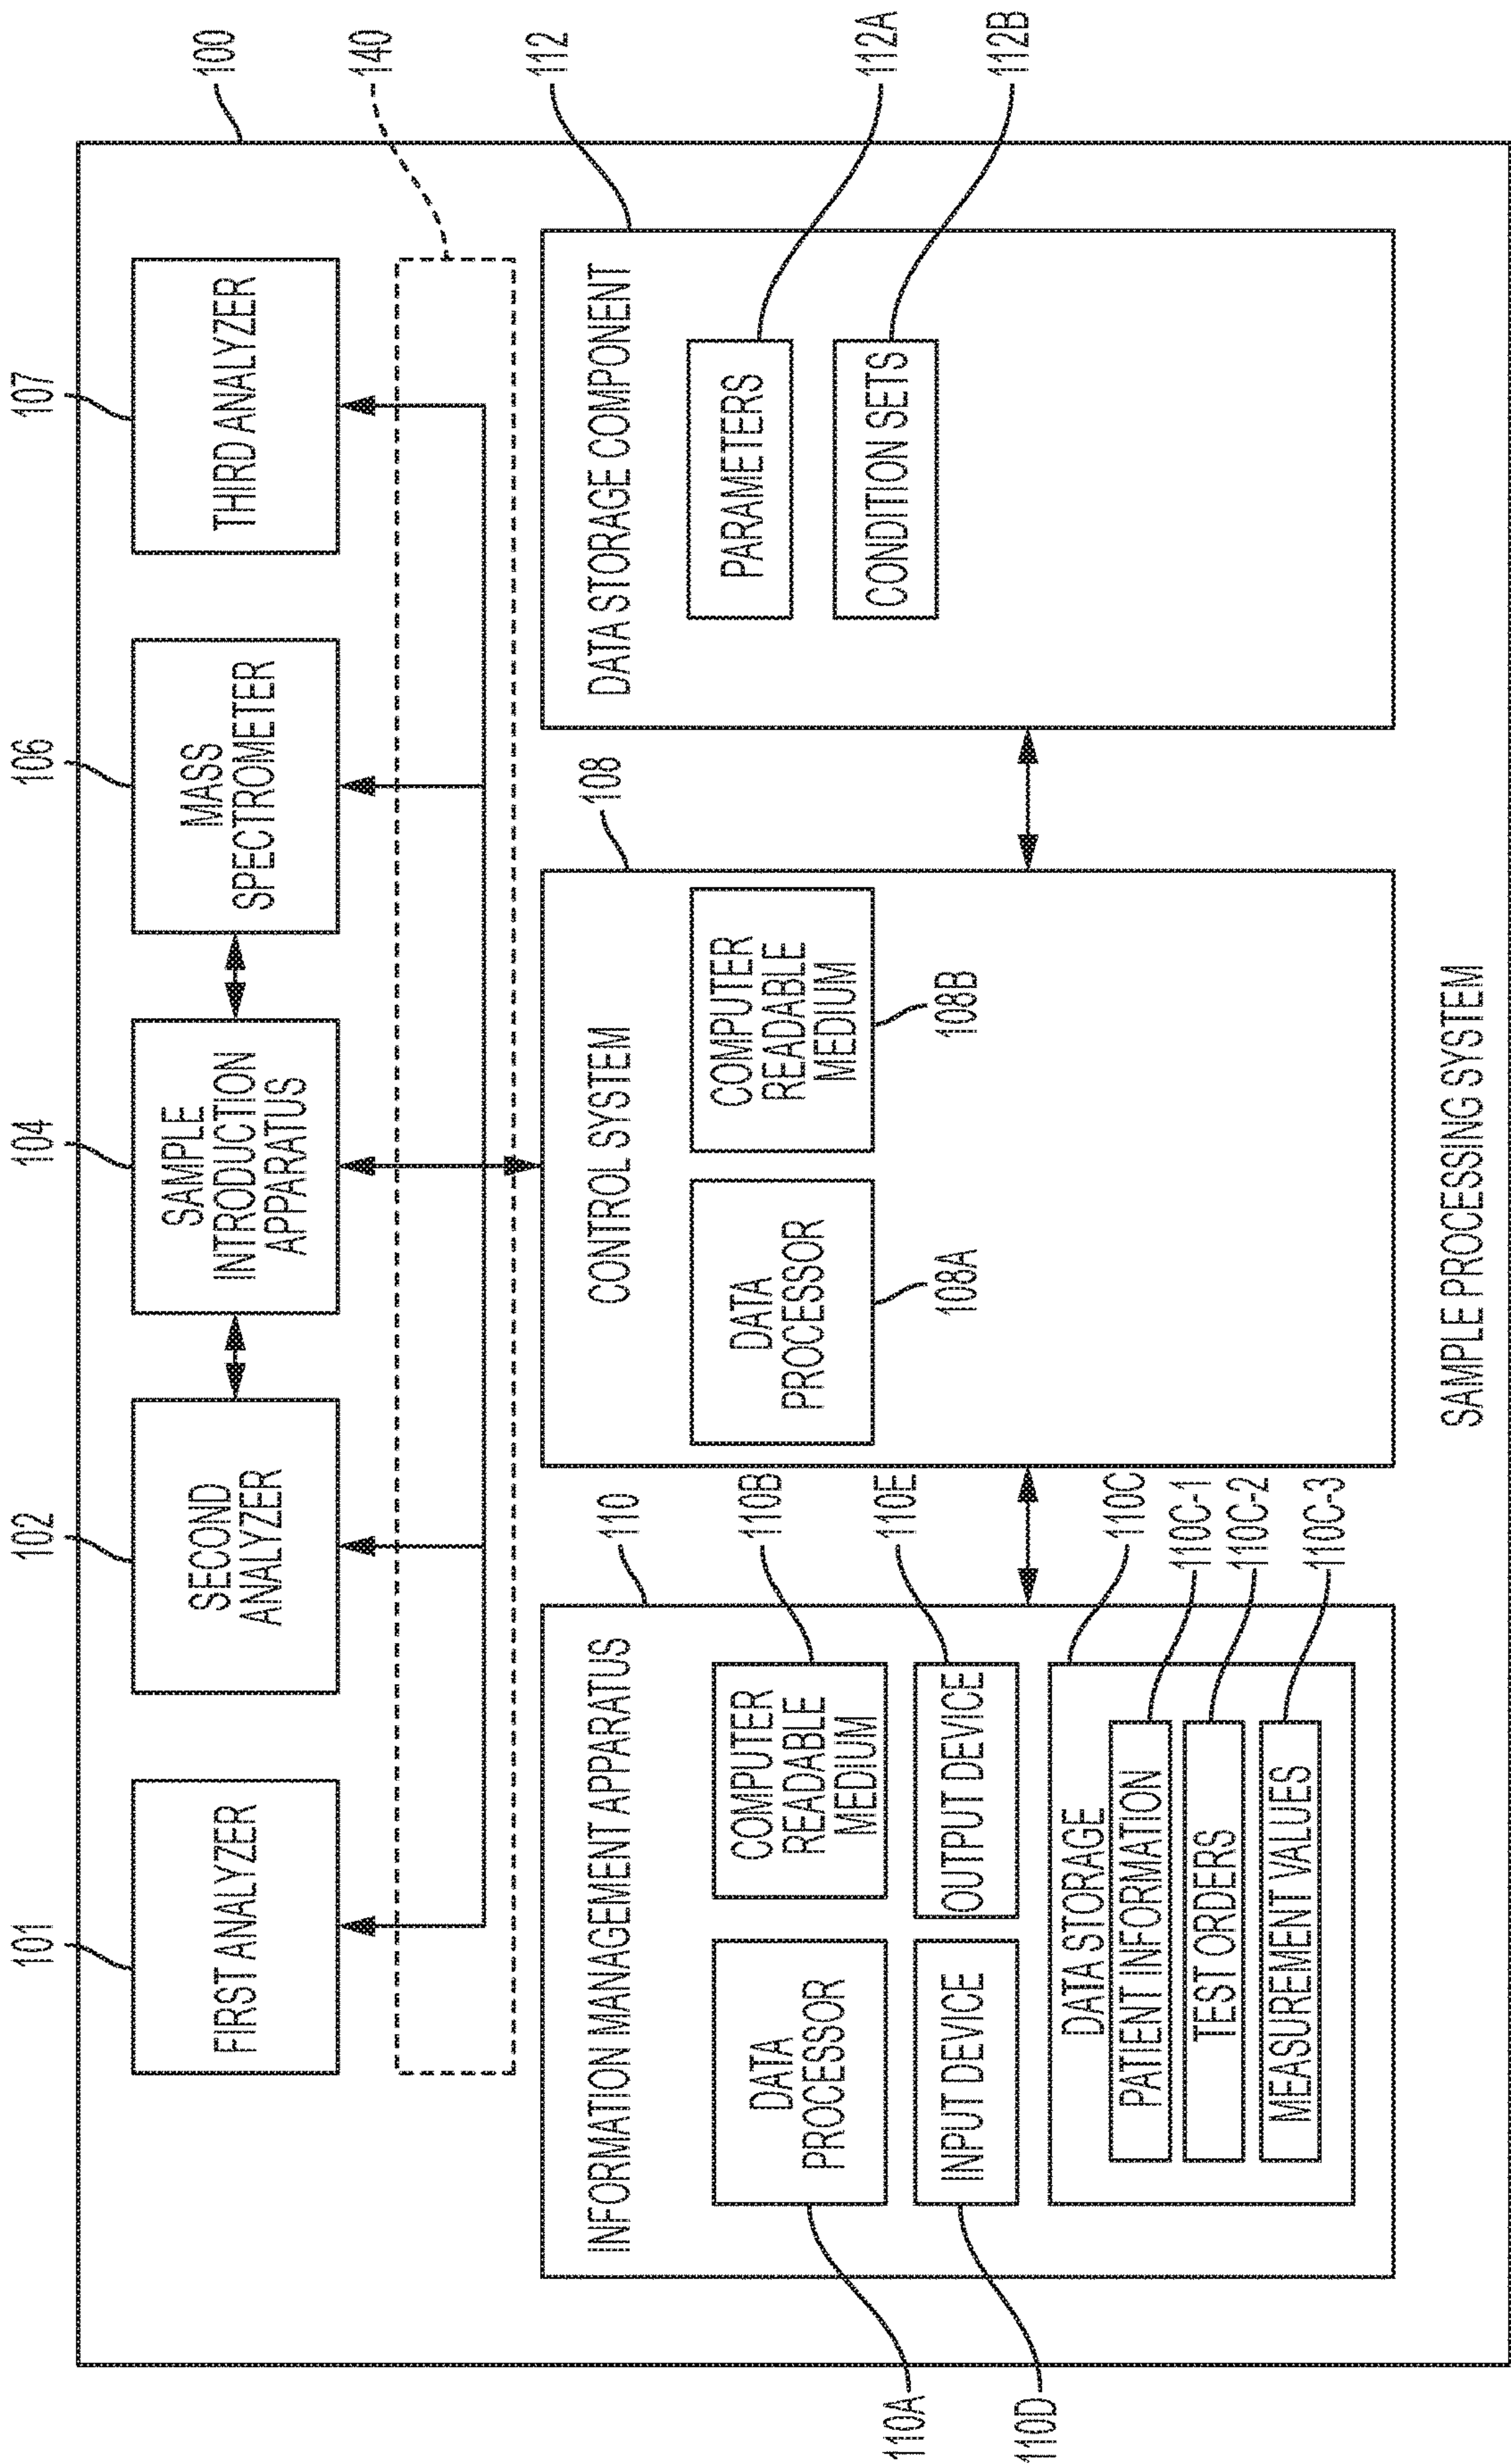 100
140
101
102
104
106
107
FIRST ANALYZER
SECOND
ANALYZER
SAMPLE
INTRODUCTION
APPARATUS
MASS
SPECTROMETER
THIRD ANALYZER
110
INFORMATION MANAGEMENT APPARATUS
DATA
PROCESSOR
110A
COMPUTER
READABLE
MEDIUM
110B
INPUT DEVICE
110D
OUTPUT DEVICE
110E
DATA STORAGE
110C
PATIENT INFORMATION
110C-1
TEST ORDERS
110C-2
MEASUREMENT VALUES
110C-3
108
CONTROL SYSTEM
DATA
PROCESSOR
108A
COMPUTER
READABLE
MEDIUM
108B
112
DATA STORAGE COMPONENT
PARAMETERS
112A
CONDITION SETS
112B
SAMPLE PROCESSING SYSTEM